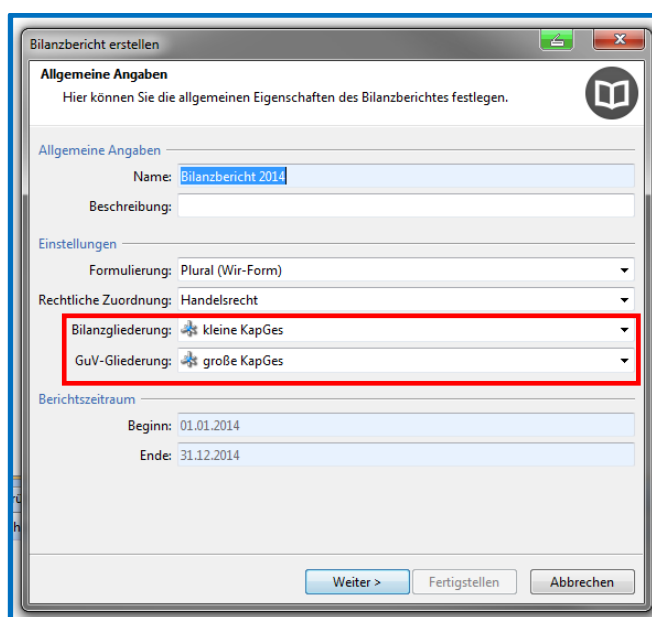 Bilanzbericht erstellen
Allgemeine Angaben
Hier können Sie die allgemeinen Eigenschaften des Bilanzberichtes festlegen.
Allgemeine Angaben
Name: Bilanzbericht 2014
Beschreibung:
Einstellungen
Formulierung: Plural (Wir-Form)
Rechtliche Zuordnung: Handelsrecht
Bilanzgliederung: kleine KapGes
GuV-Gliederung: große KapGes
Berichtszeitraum
Beginn: 01.01.2014
Ende: 31.12.2014
Weiter > Fertigstellen Abbrechen